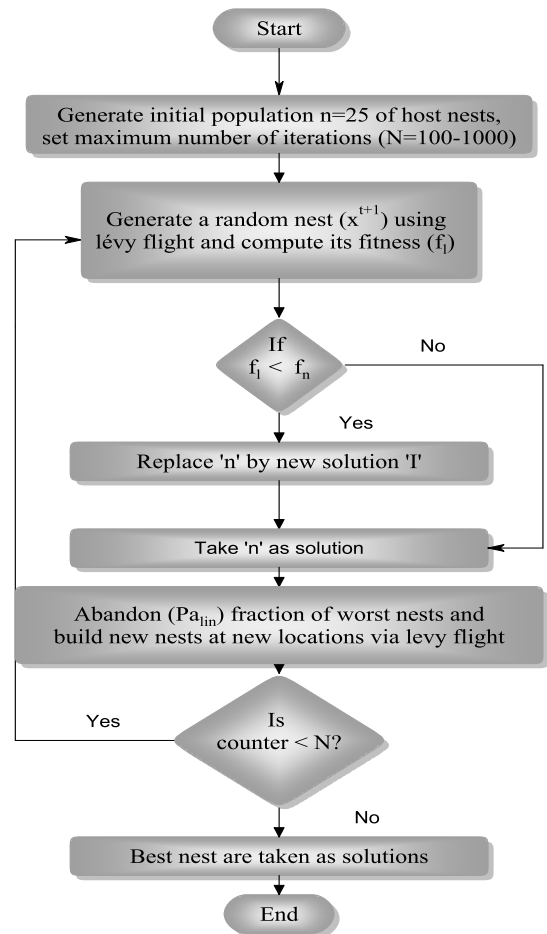 Start
Generate initial population n=25 of host nests,
set maximum number of iterations (N=100-1000)
Generate a random nest (x^{t+1}) using
lévy flight and compute its fitness (f_l)
If
f_l < f_n
No
Yes
Replace 'n' by new solution 'I'
Take 'n' as solution
Abandon (Pa_{lin}) fraction of worst nests and
build new nests at new locations via levy flight
Yes
Is
counter < N?
No
Best nest are taken as solutions
End